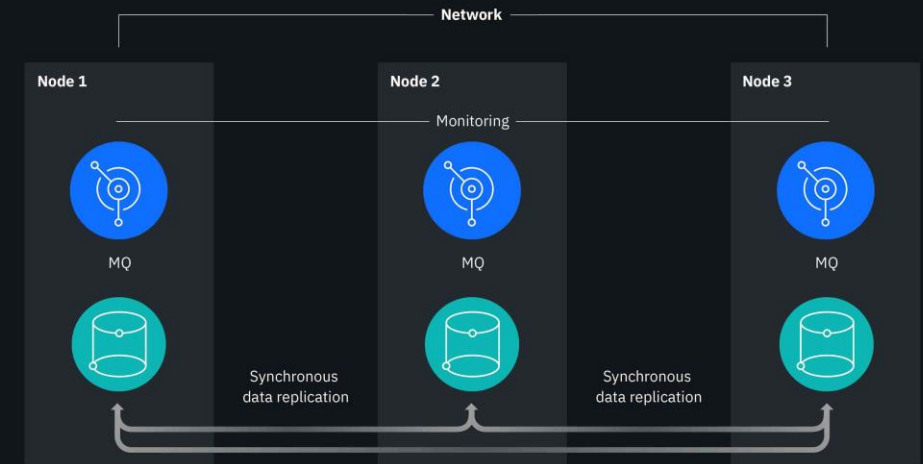 Network
Node 1
Node 2
Node 3
Monitoring
MQ
MQ
MQ
Synchronous
data replication
Synchronous
data replication